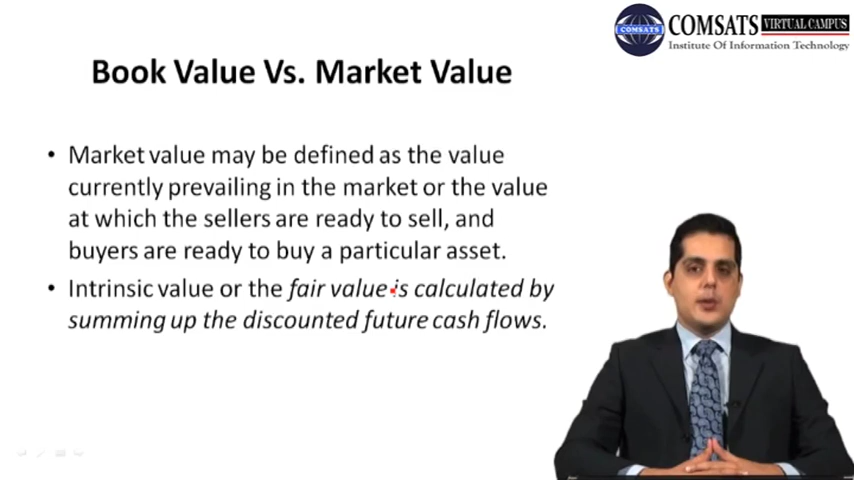 COMSATS
COMSATS VIRTUAL CAMPUS
Institute Of Information Technology
Book Value Vs. Market Value
• Market value may be defined as the value
currently prevailing in the market or the value
at which the sellers are ready to sell, and
buyers are ready to buy a particular asset.
• Intrinsic value or the fair value is calculated by
summing up the discounted future cash flows.